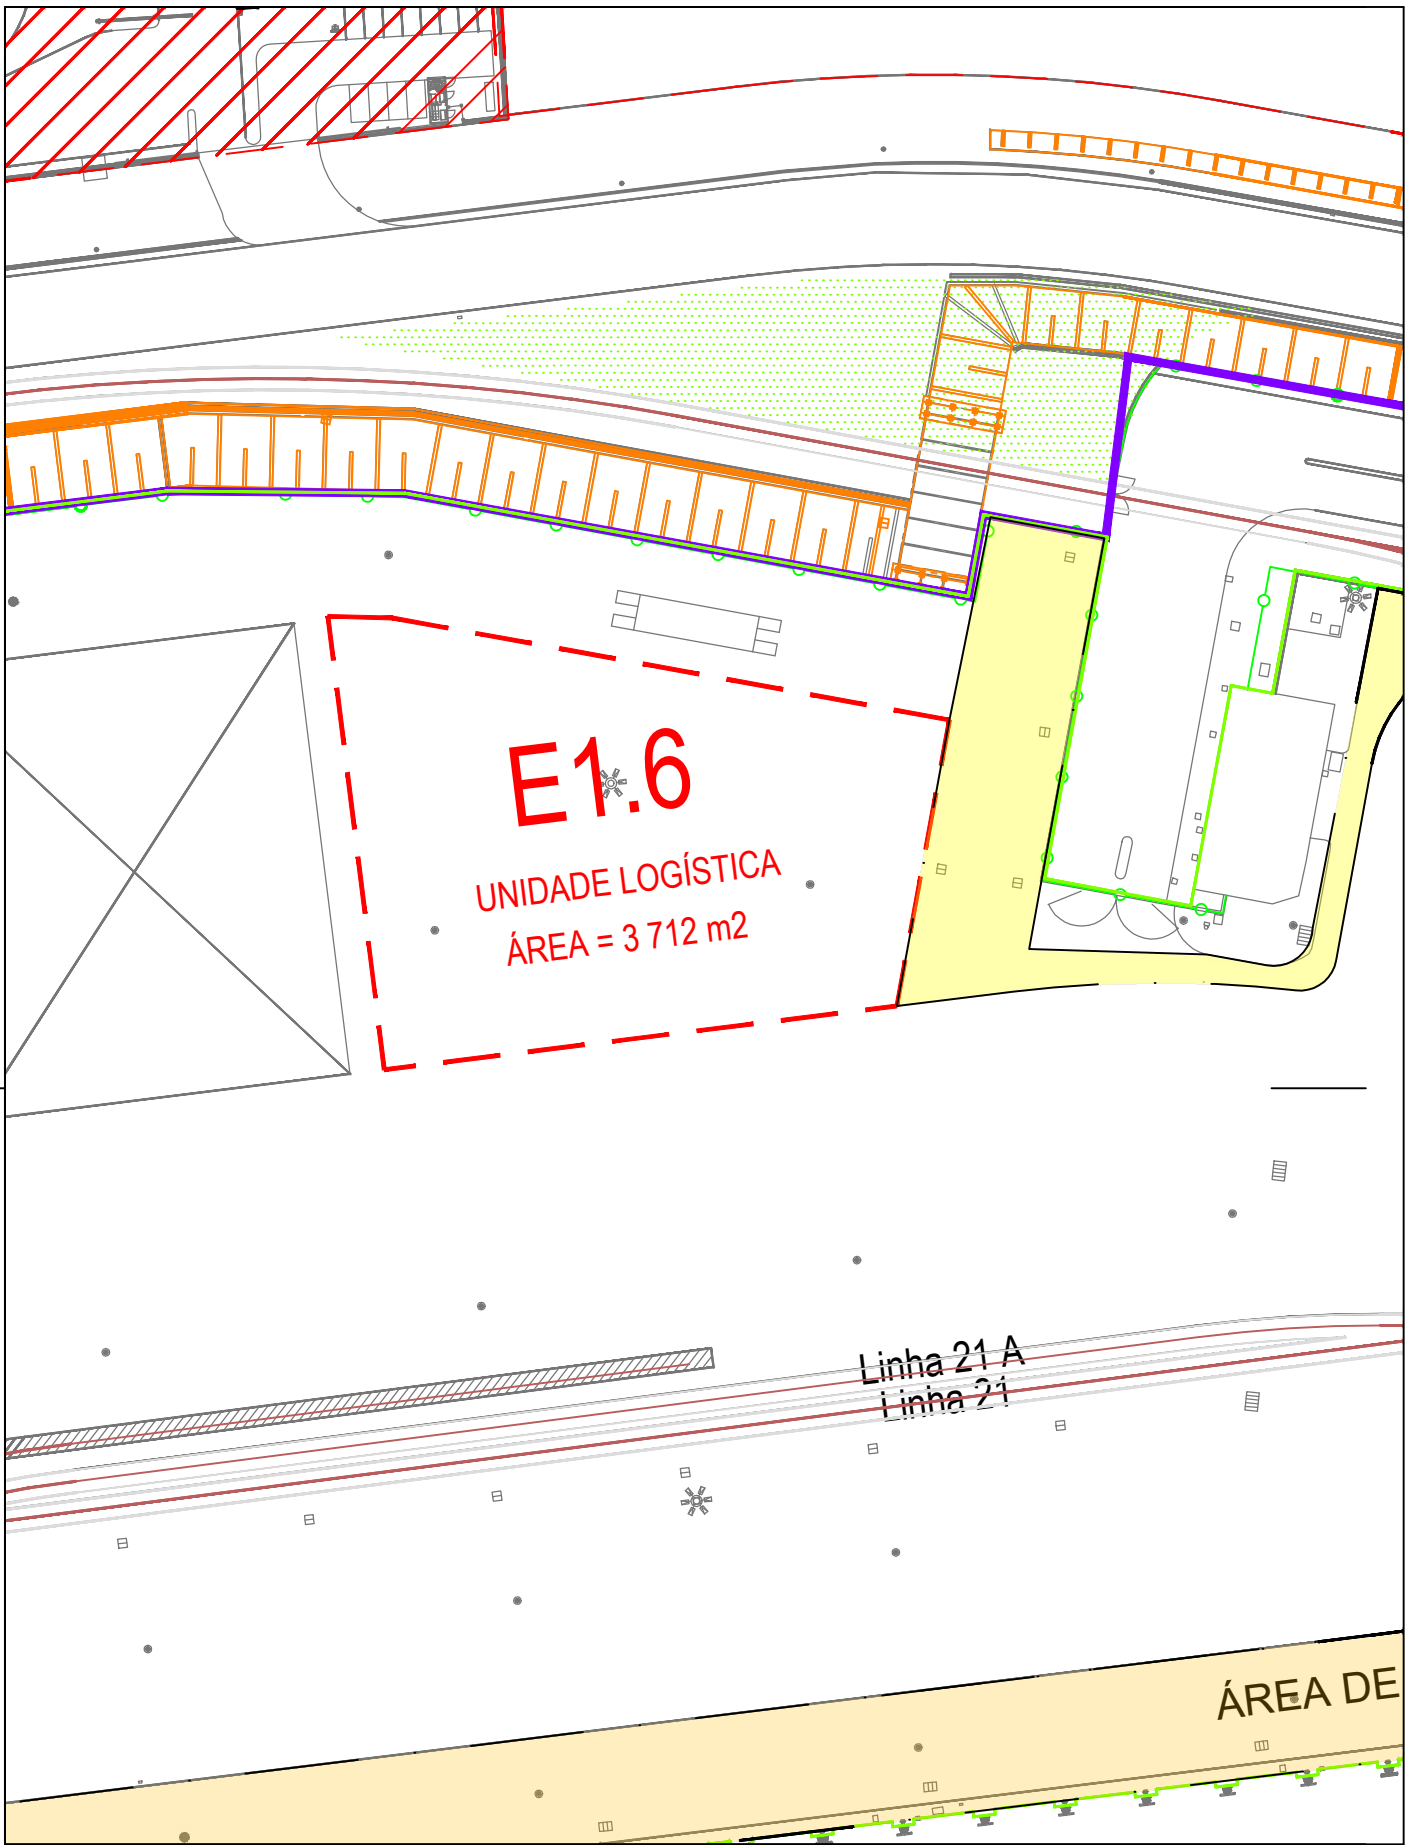 E1.6
UNIDADE LOGÍSTICA
ÁREA = 3 712 m2
Linha 21 A
Linha 21
ÁREA DE